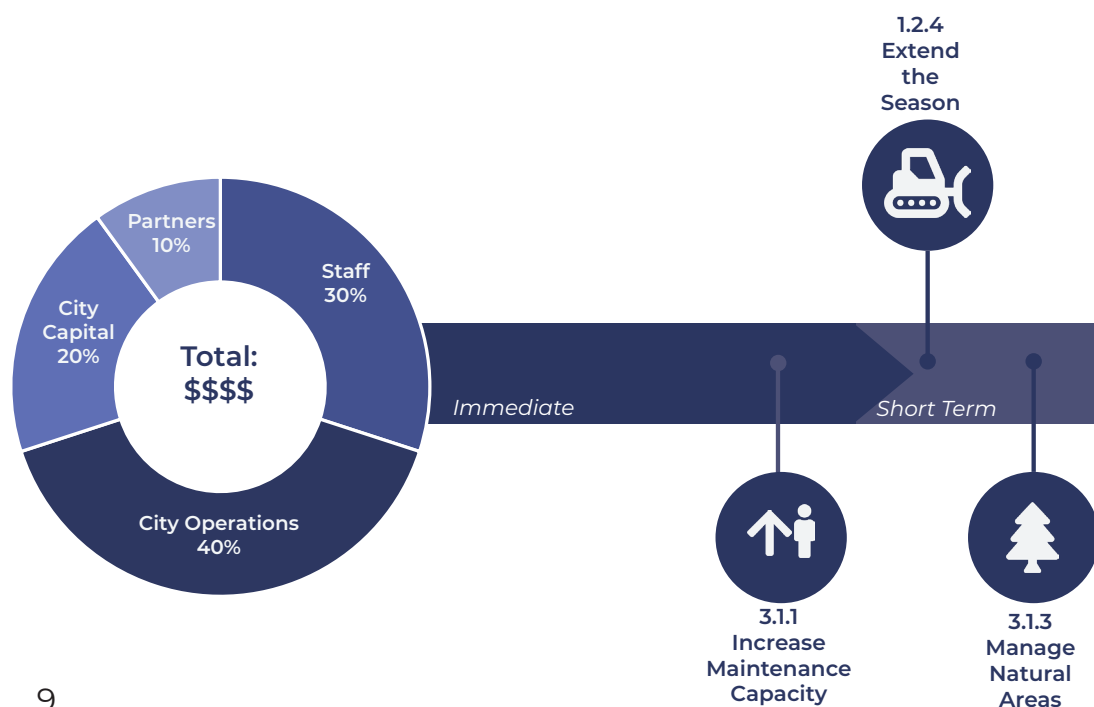 1.2.4
Extend
the
Season
Partners
10%
Staff
30%
City
Capital
20%
Total:
$$$$
City Operations
40%
Immediate
Short Term
3.1.1
Increase
Maintenance
Capacity
3.1.3
Manage
Natural
Areas
9